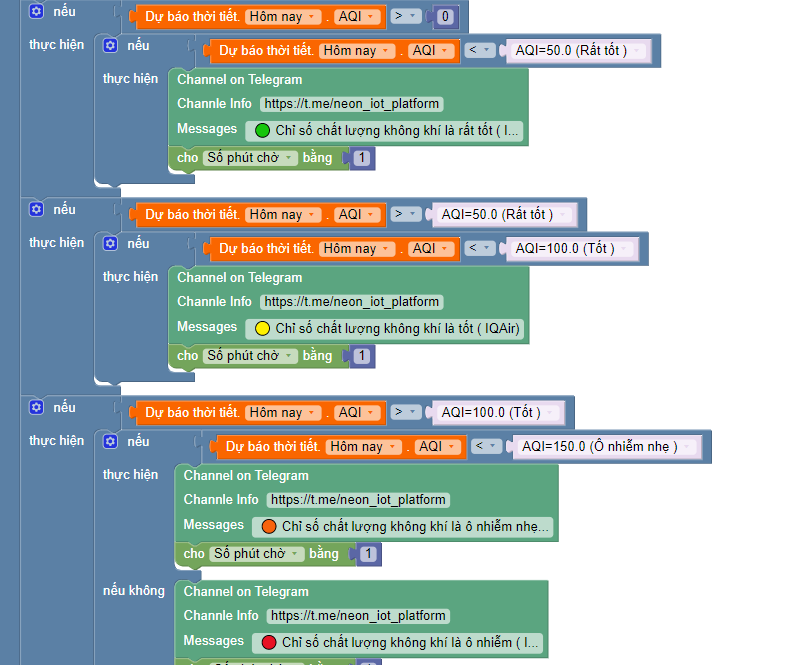 nếu Dự báo thời tiết. Hôm nay . AQI > 0
thực hiện nếu Dự báo thời tiết. Hôm nay . AQI < AQI=50.0 (Rất tốt )
thực hiện Channel on Telegram
Channle Info https://t.me/neon_iot_platform
Messages Chỉ số chất lượng không khí là rất tốt ( I...
cho Số phút chờ bằng 1
nếu Dự báo thời tiết. Hôm nay . AQI > AQI=50.0 (Rất tốt )
thực hiện nếu Dự báo thời tiết. Hôm nay . AQI < AQI=100.0 (Tốt )
thực hiện Channel on Telegram
Channle Info https://t.me/neon_iot_platform
Messages Chỉ số chất lượng không khí là tốt ( IQAir)
cho Số phút chờ bằng 1
nếu Dự báo thời tiết. Hôm nay . AQI > AQI=100.0 (Tốt )
thực hiện nếu Dự báo thời tiết. Hôm nay . AQI < AQI=150.0 (Ô nhiễm nhẹ )
thực hiện Channel on Telegram
Channle Info https://t.me/neon_iot_platform
Messages Chỉ số chất lượng không khí là ô nhiễm nhẹ...
cho Số phút chờ bằng 1
nếu không Channel on Telegram
Channle Info https://t.me/neon_iot_platform
Messages Chỉ số chất lượng không khí là ô nhiễm ( I...